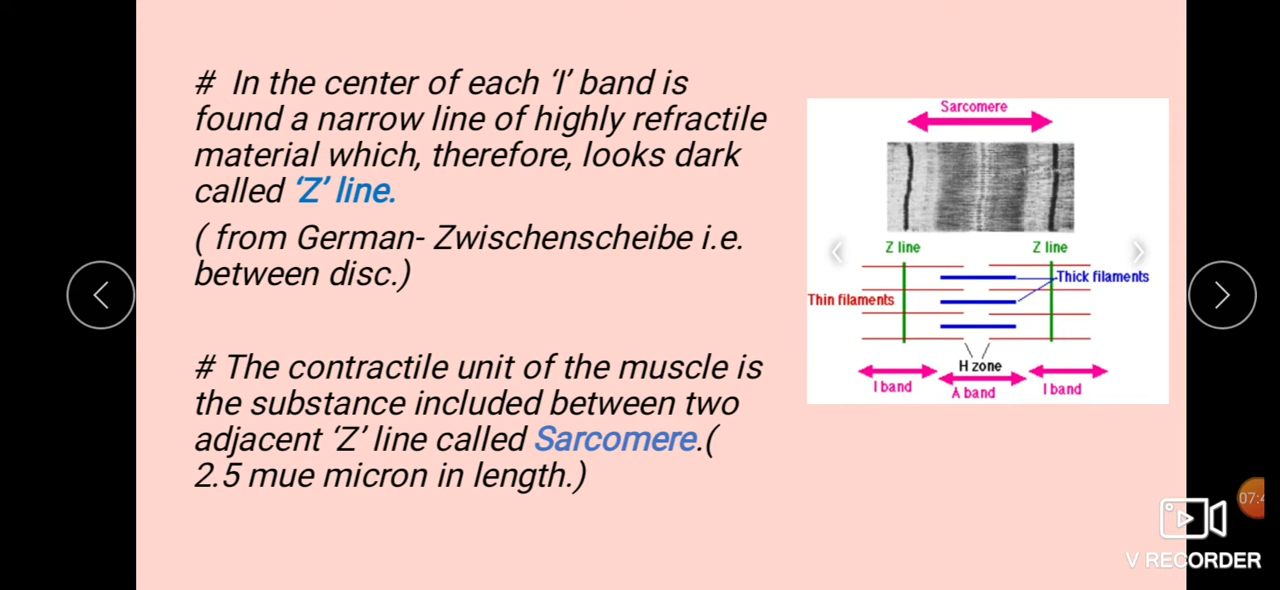 #  In the center of each ‘I’ band is
found a narrow line of highly refractile
material which, therefore, looks dark
called ‘Z’ line.
( from German- Zwischenscheibe i.e.
between disc.)
# The contractile unit of the muscle is
the substance included between two
adjacent ‘Z’ line called Sarcomere.(
2.5 mue micron in length.)
Sarcomere
Z line
Z line
Thick filaments
Thin filaments
H zone
I band
A band
I band
V RECORDER